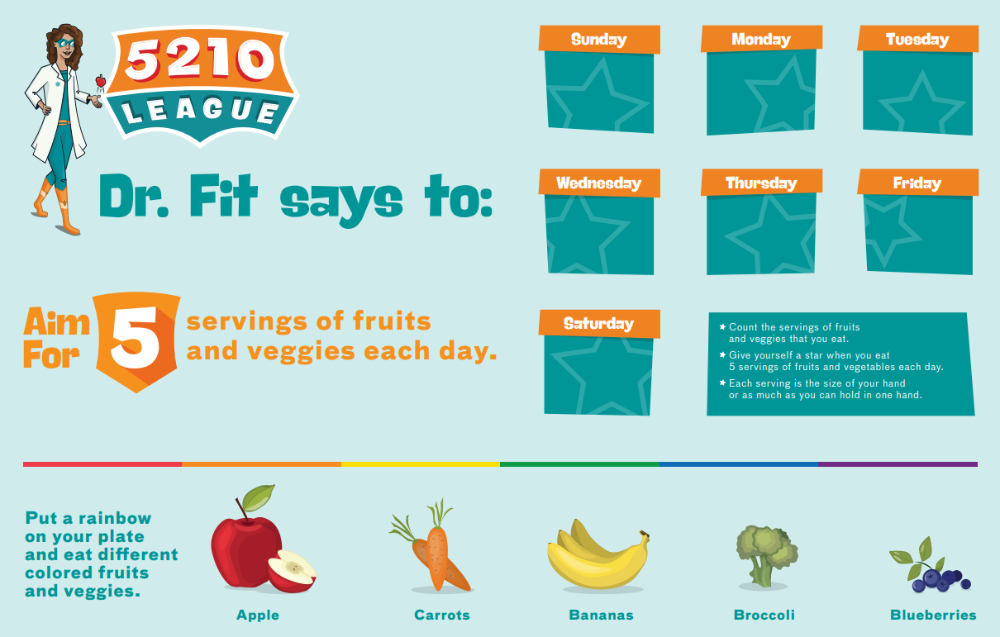 5210
LEAGUE
Dr. Fit says to:
Aim
For
5
servings of fruits
and veggies each day.
Sunday
Monday
Tuesday
Wednesday
Thursday
Friday
Saturday
Count the servings of fruits
and veggies that you eat.
Give yourself a star when you eat
5 servings of fruits and vegetables each day.
Each serving is the size of your hand
or as much as you can hold in one hand.
Put a rainbow
on your plate
and eat different
colored fruits
and veggies.
Apple
Carrots
Bananas
Broccoli
Blueberries